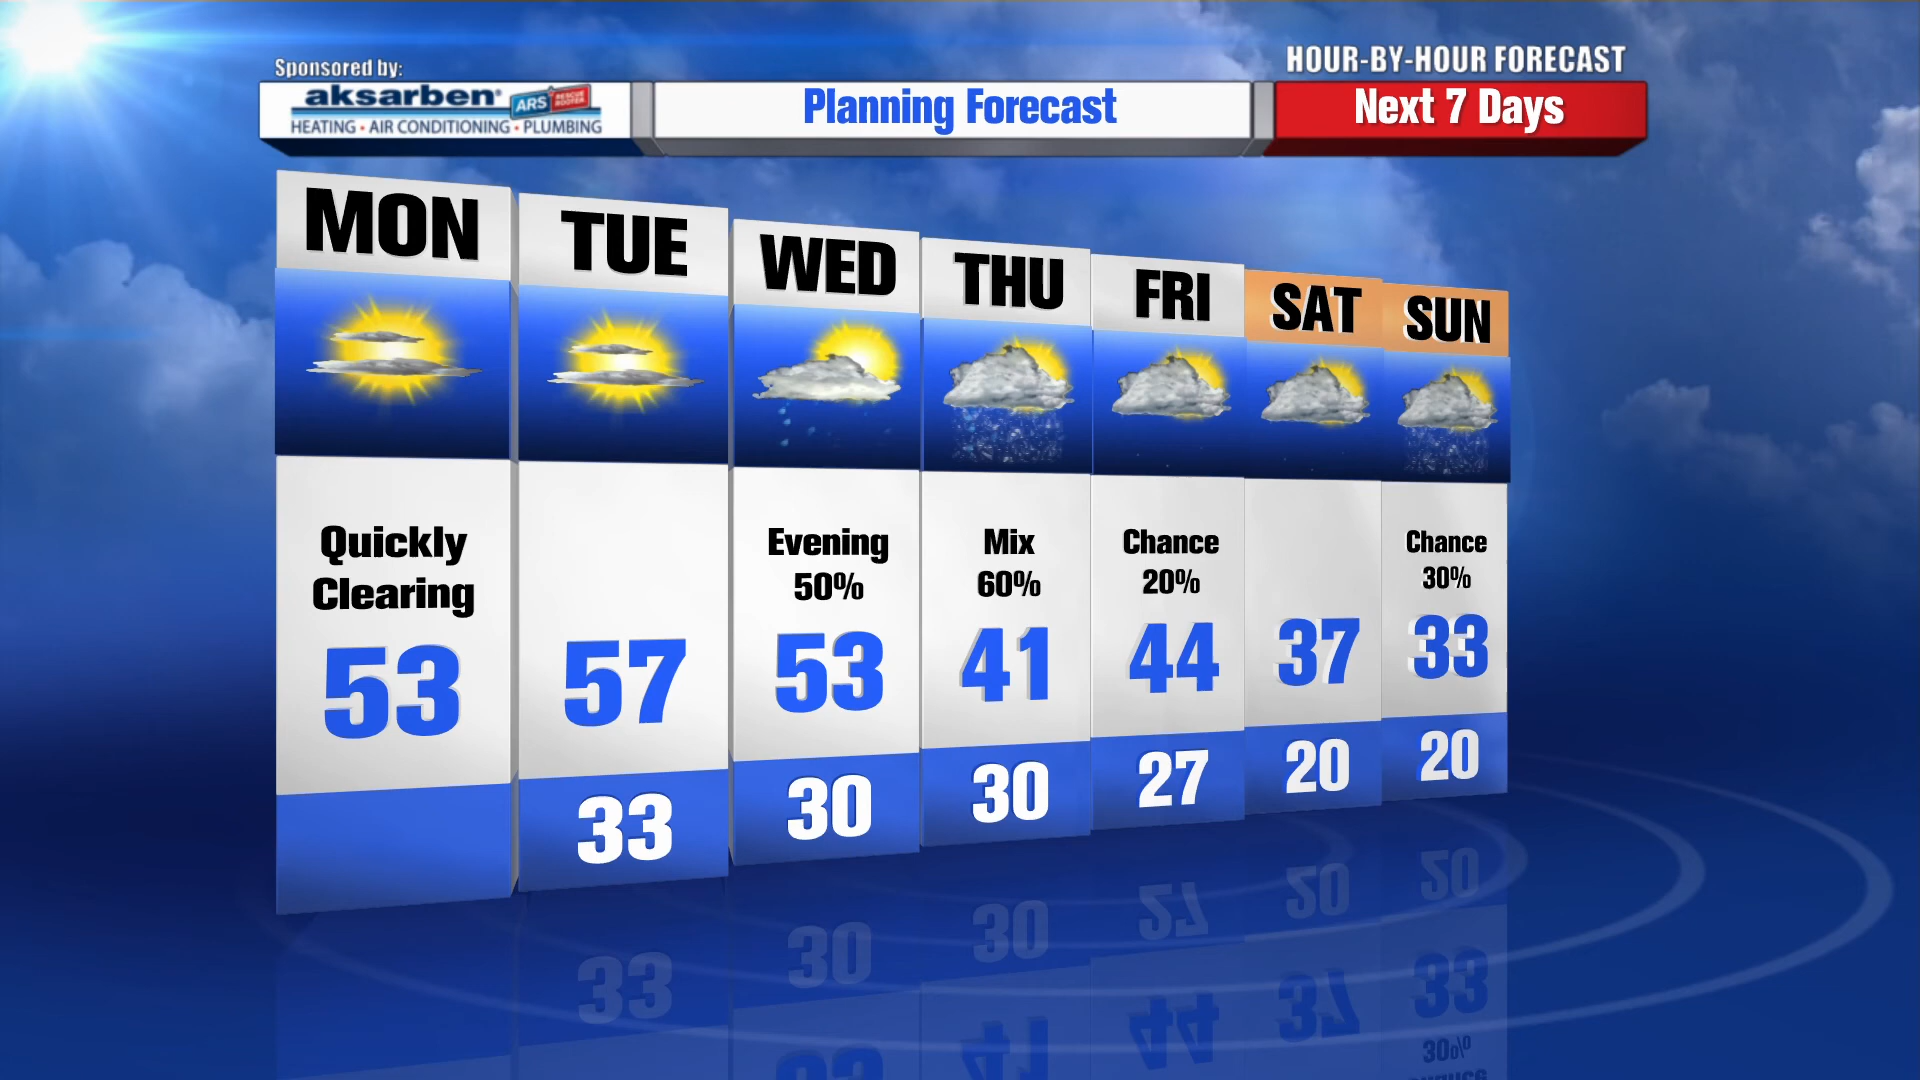 Sponsored by:
aksarben®
ARS RESCUE ROOTER
HEATING • AIR CONDITIONING • PLUMBING
Planning Forecast
HOUR-BY-HOUR FORECAST
Next 7 Days
MON
Quickly
Clearing
53
TUE
57
33
WED
Evening
50%
53
30
THU
Mix
60%
41
30
FRI
Chance
20%
44
27
SAT
37
20
SUN
Chance
30%
33
20